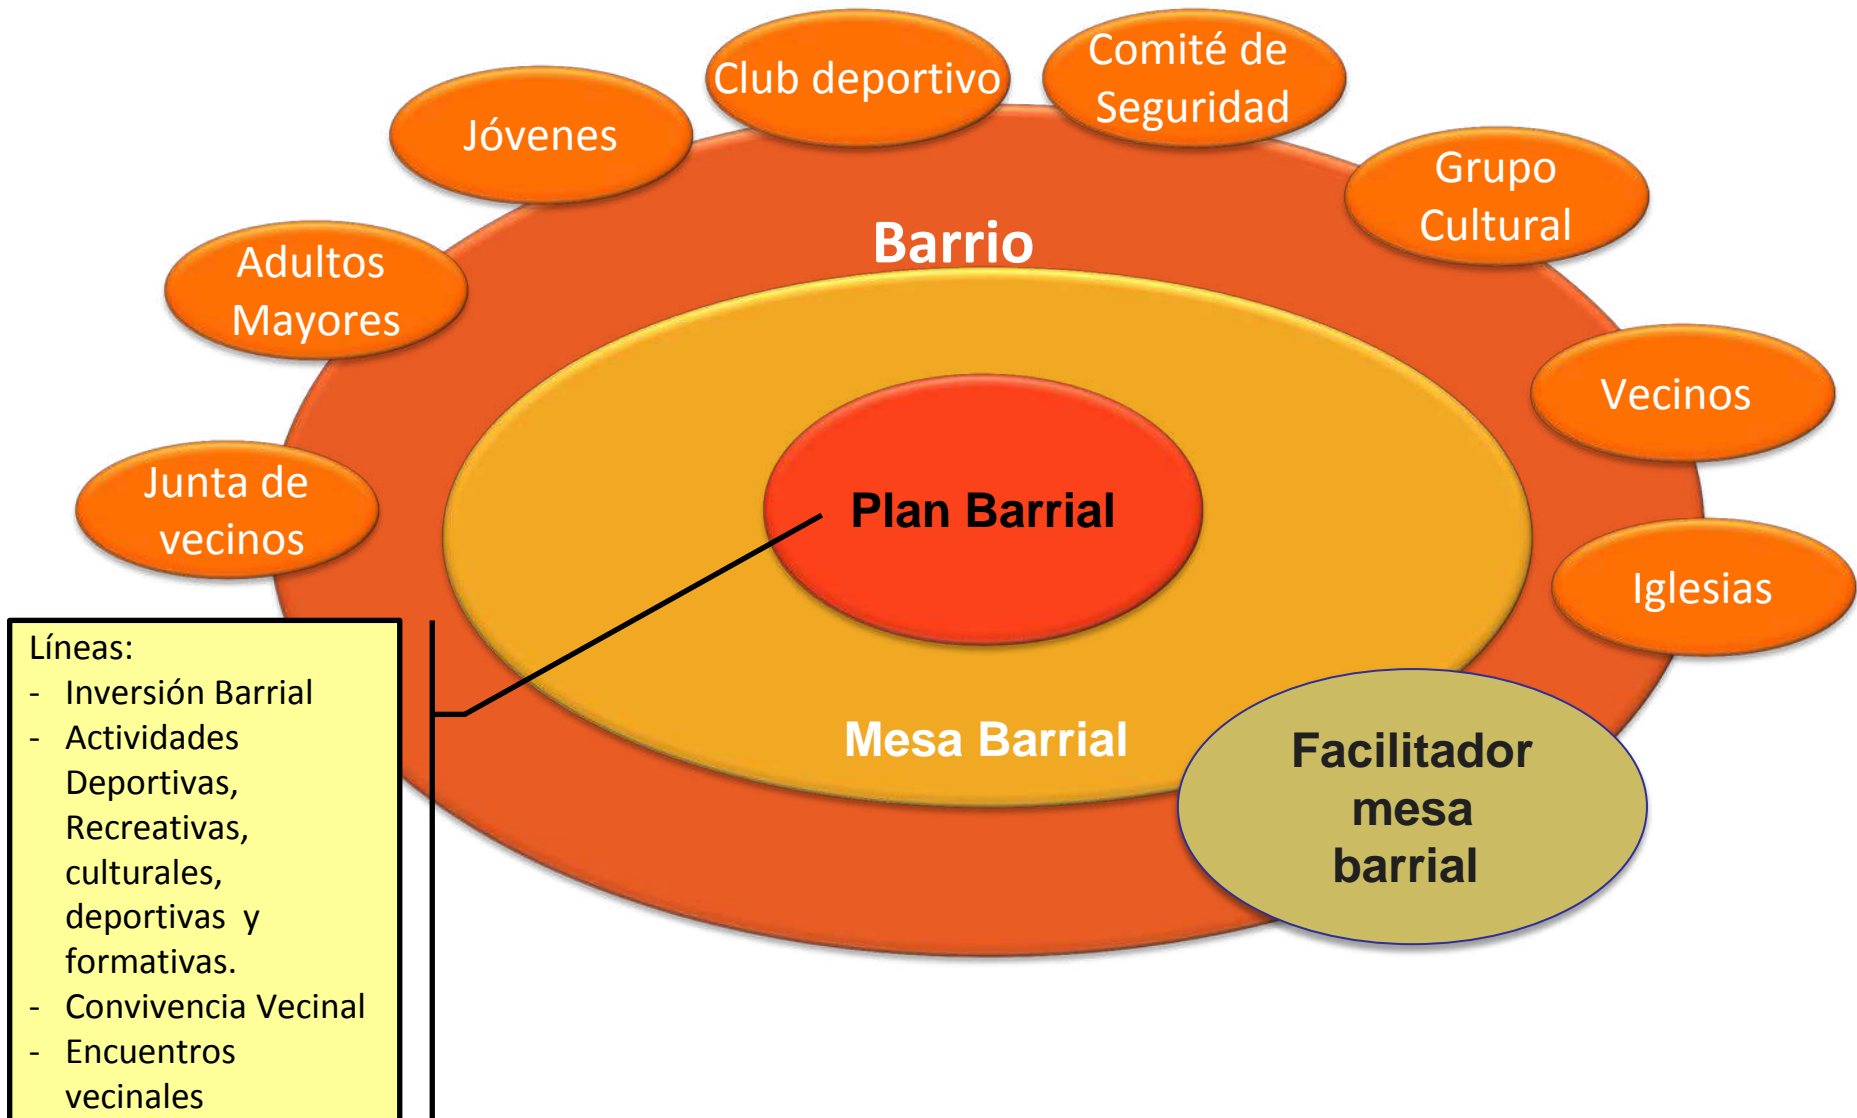 Club deportivo
Comité de
Seguridad
Jóvenes
Grupo
Cultural
Barrio
Adultos
Mayores
Vecinos
Junta de
vecinos
Plan Barrial
Iglesias
Mesa Barrial
Facilitador
mesa
barrial
Líneas:
- Inversión Barrial
- Actividades
Deportivas,
Recreativas,
culturales,
deportivas y
formativas.
- Convivencia Vecinal
- Encuentros
vecinales